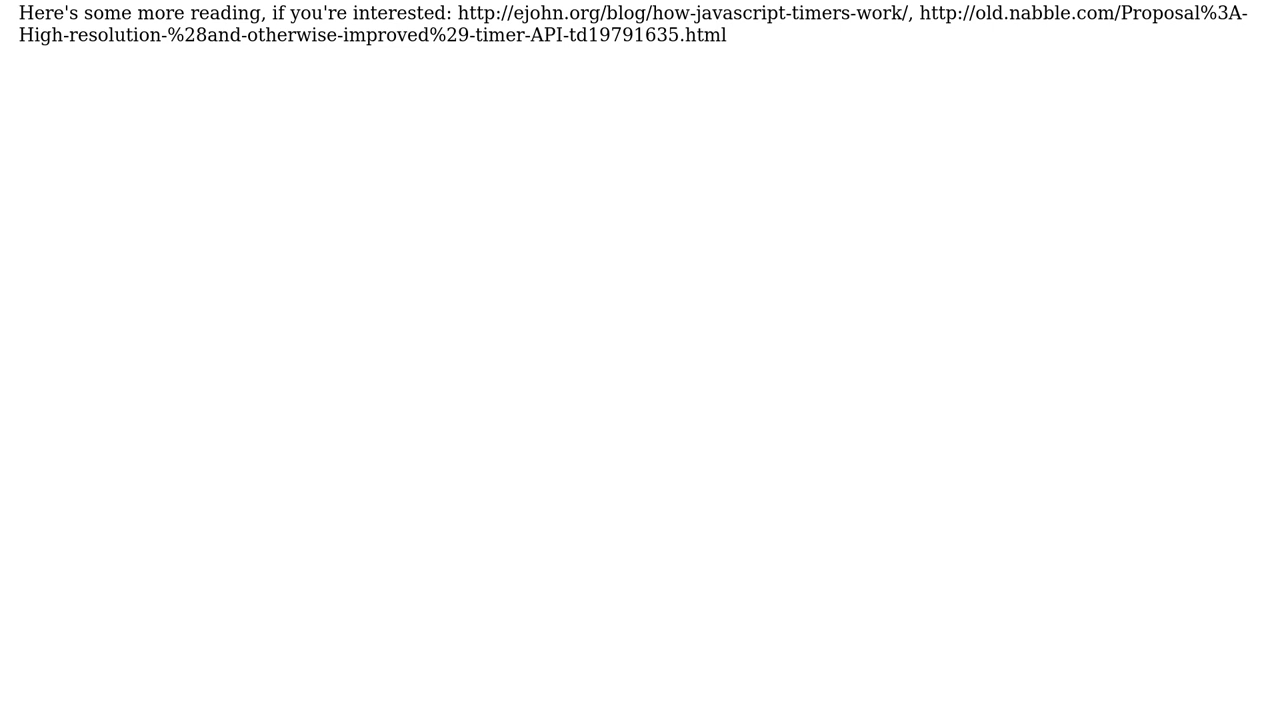 Here's some more reading, if you're interested: http://ejohn.org/blog/how-javascript-timers-work/, http://old.nabble.com/Proposal%3A-
High-resolution-%28and-otherwise-improved%29-timer-API-td19791635.html